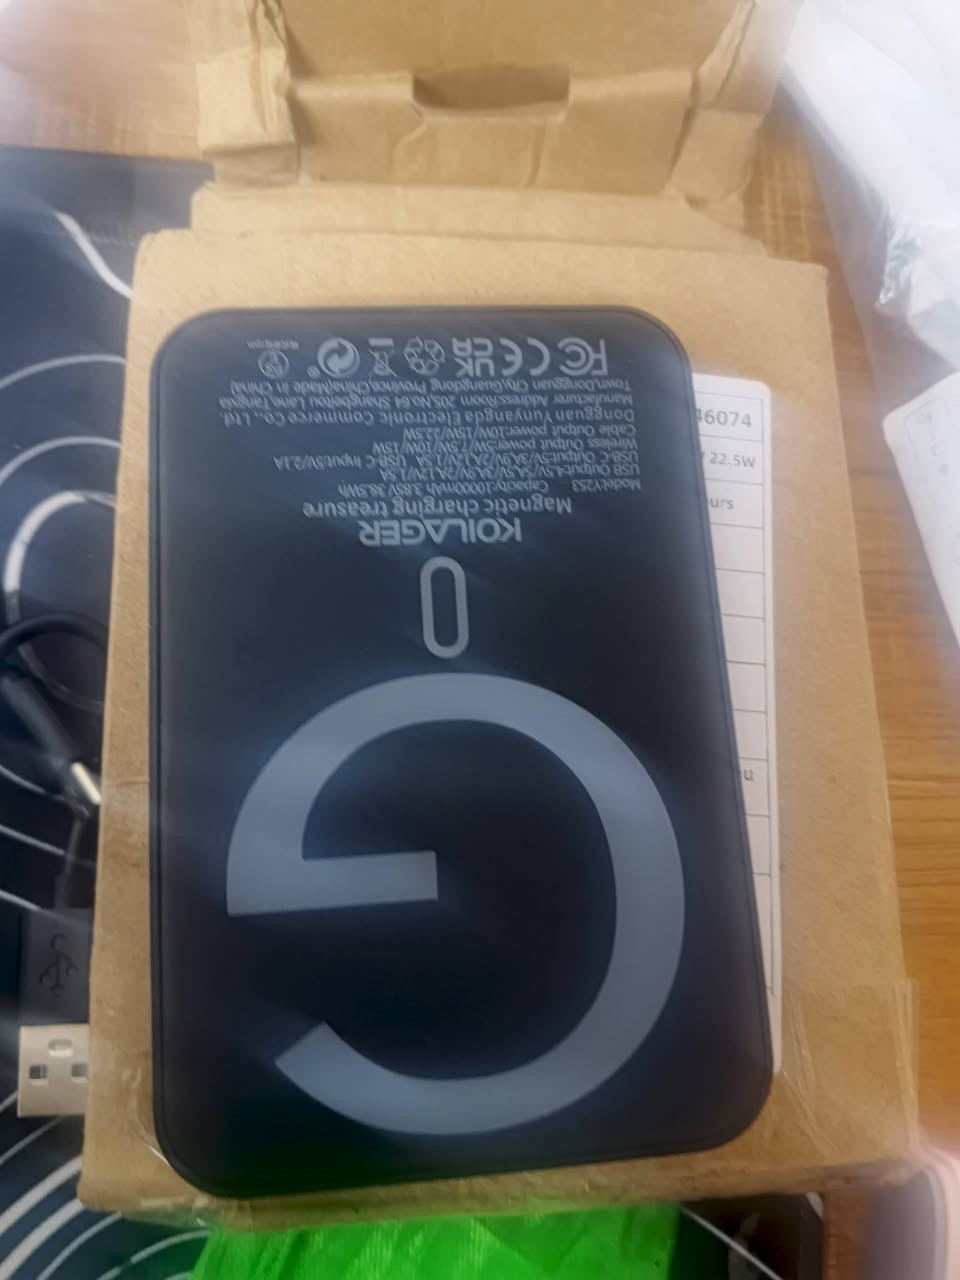 KOILAGER
Magnetic charging treasure
Model:Y253 Capacity:10000mAh 3.85V 38.5Wh
USB Output:4.5V/5A 5V/3A 9V/2A 12V/1.5A
USB-C Output:5V/3A,9V/2.2A,12V/1.5A USB-C Input:5V/2.1A
Wireless Output power:5W/7.5W/10W/15W
Cable Output power:10W/15W/22.5W
Dongguan Yunyangda Electronic Commerce Co., Ltd.
Manufacturer Address:Room 205,No.64 Shangbeitou Lane,Tangxia
Town,Dongguan City,Guangdong Province,China(Made in China)
FC CE UK CA
46074
22.5W
urs
u